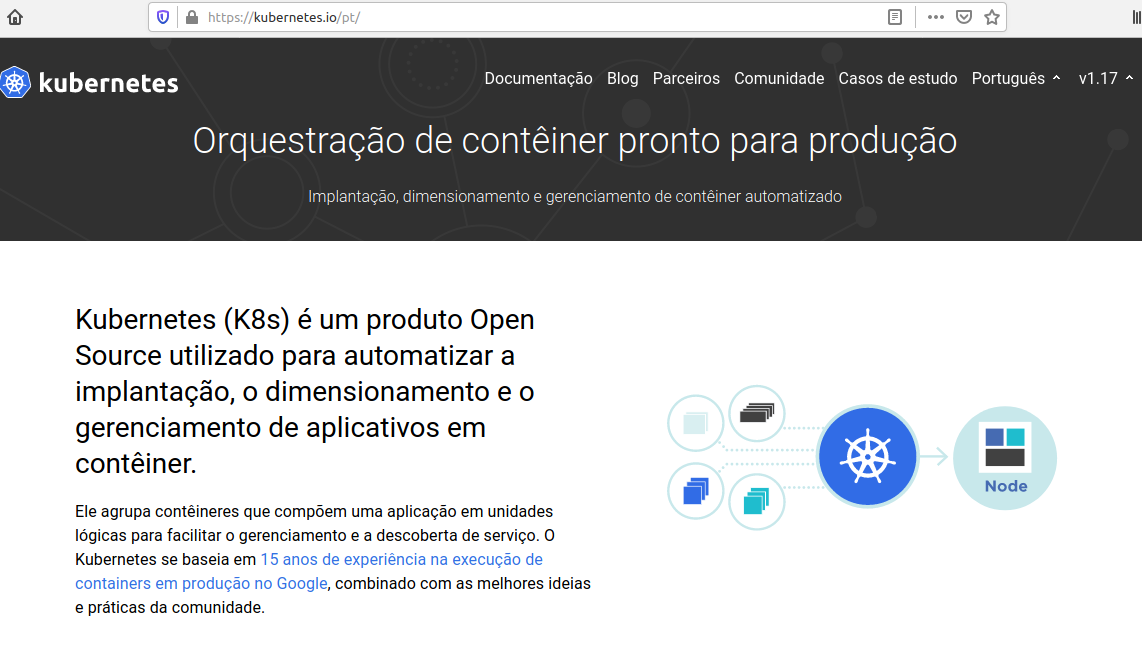 https://kubernetes.io/pt/
kubernetes
Documentação Blog Parceiros Comunidade Casos de estudo Português v1.17
Orquestração de contêiner pronto para produção
Implantação, dimensionamento e gerenciamento de contêiner automatizado
Kubernetes (K8s) é um produto Open
Source utilizado para automatizar a
implantação, o dimensionamento e o
gerenciamento de aplicativos em
contêiner.
Ele agrupa contêineres que compõem uma aplicação em unidades
lógicas para facilitar o gerenciamento e a descoberta de serviço. O
Kubernetes se baseia em 15 anos de experiência na execução de
containers em produção no Google, combinado com as melhores ideias
e práticas da comunidade.
Node